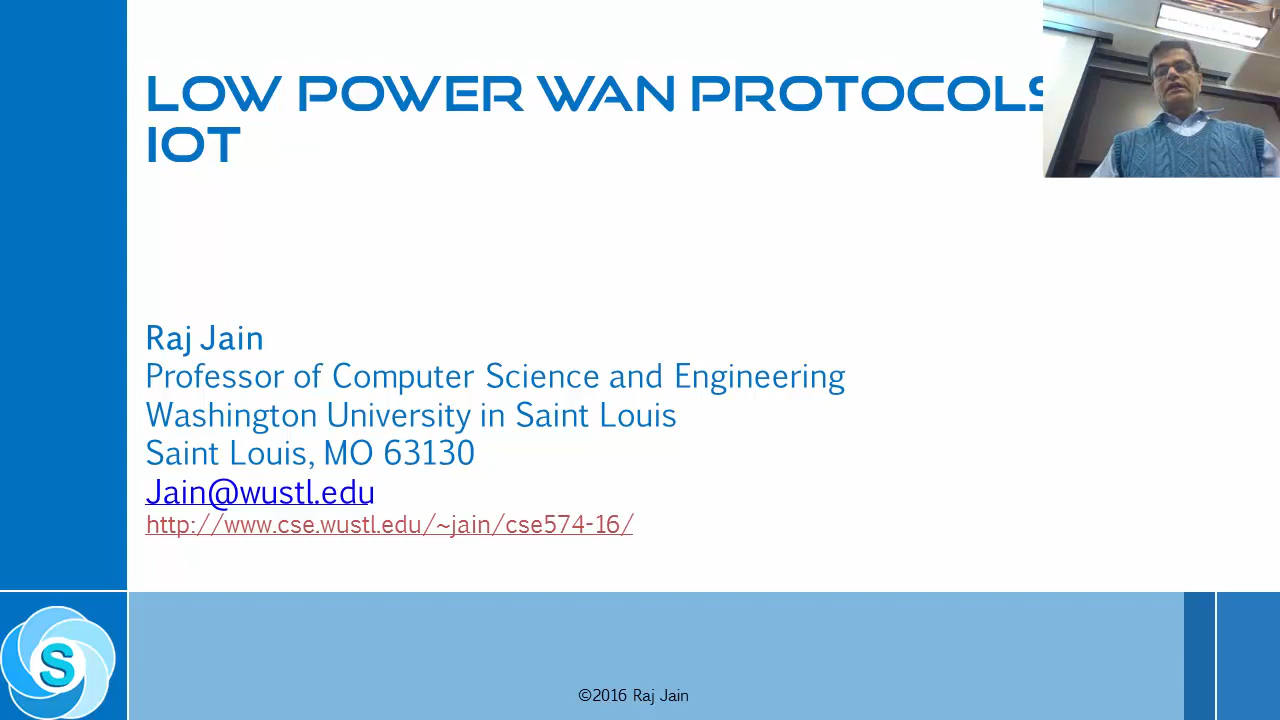 LOW POWER WAN PROTOCOLS
IOT
Raj Jain
Professor of Computer Science and Engineering
Washington University in Saint Louis
Saint Louis, MO 63130
Jain@wustl.edu
http://www.cse.wustl.edu/~jain/cse574-16/
S
©2016 Raj Jain